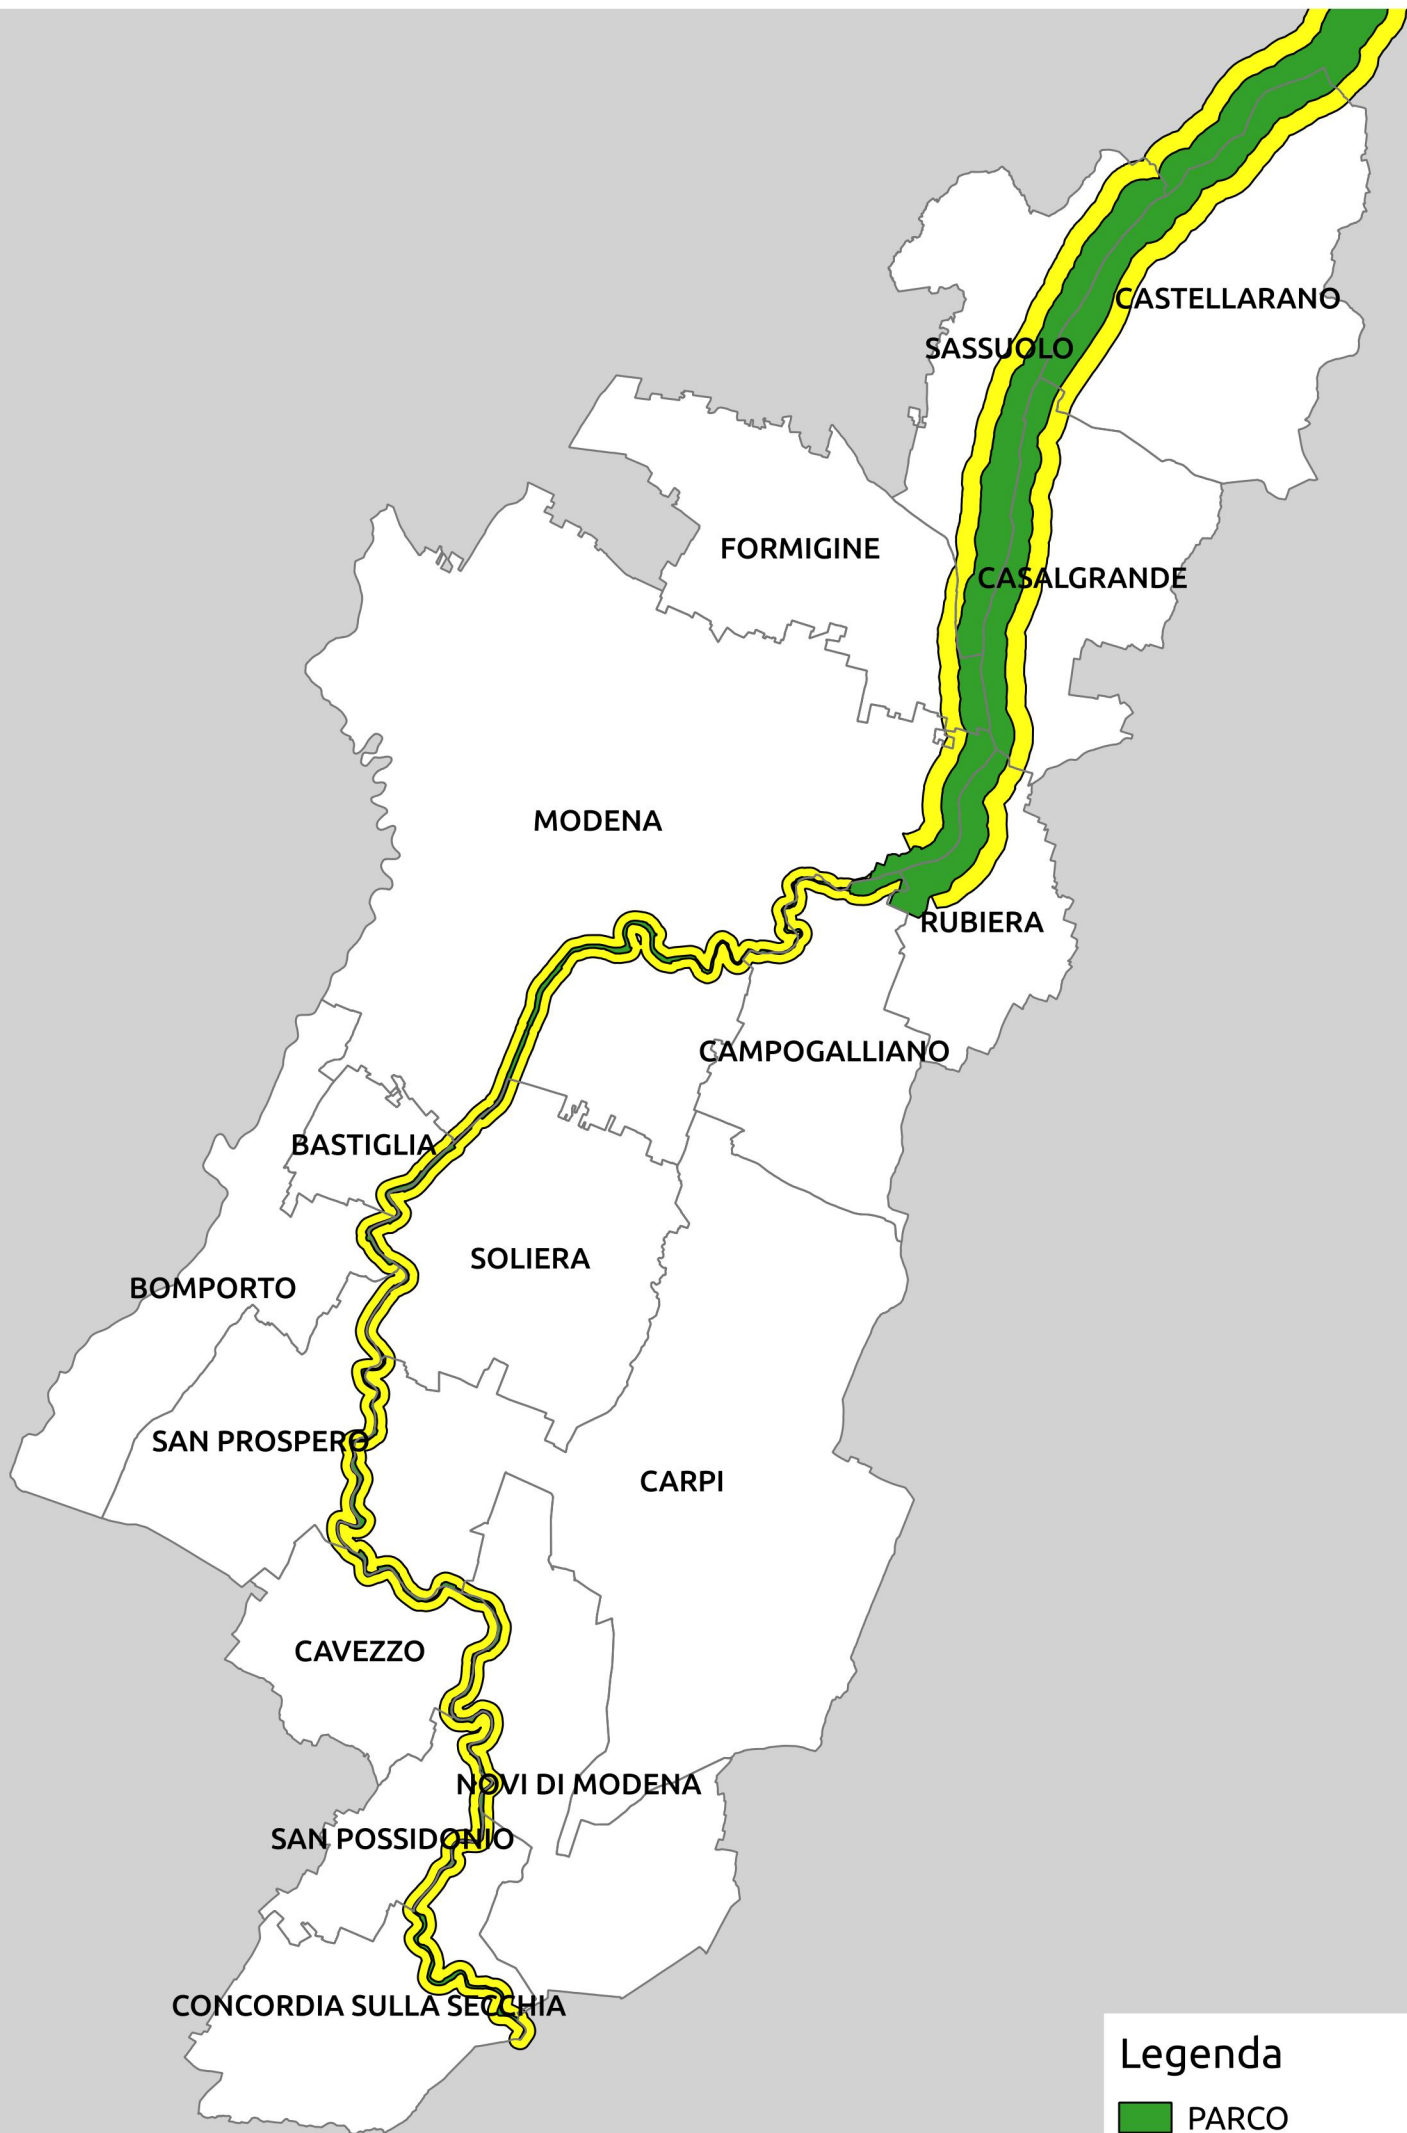 CASTELLARANO
SASSUOLO
FORMIGINE
CASALGRANDE
MODENA
RUBIERA
CAMPOGALLIANO
BASTIGLIA
SOLIERA
BOMPORTO
SAN PROSPERO
CARPI
CAVEZZO
NOVI DI MODENA
SAN POSSIDONIO
CONCORDIA SULLA SECCHIA
Legenda
PARCO